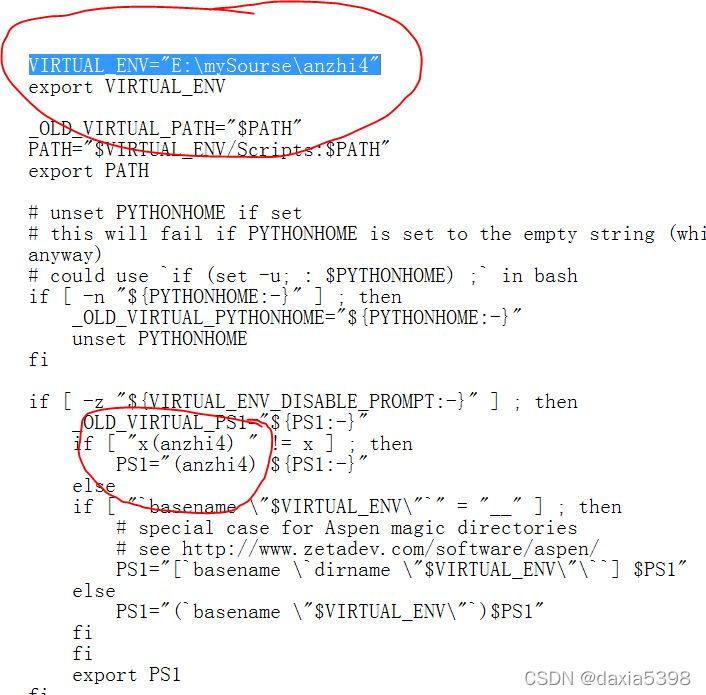 VIRTUAL_ENV="E:\mySourse\anzhi4"
export VIRTUAL_ENV
_OLD_VIRTUAL_PATH="$PATH"
PATH="$VIRTUAL_ENV/Scripts:$PATH"
export PATH
# unset PYTHONHOME if set
# this will fail if PYTHONHOME is set to the empty string (whi
anyway)
# could use `if (set -u; : $PYTHONHOME) ;` in bash
if [ -n "${PYTHONHOME:-}" ] ; then
    _OLD_VIRTUAL_PYTHONHOME="${PYTHONHOME:-}"
    unset PYTHONHOME
fi
if [ -z "${VIRTUAL_ENV_DISABLE_PROMPT:-}" ] ; then
    _OLD_VIRTUAL_PS1="${PS1:-}"
    if [ "x(anzhi4) " != x ] ; then
        PS1="(anzhi4) ${PS1:-}"
    else
    if [ "`basename \"$VIRTUAL_ENV\"`" = "__" ] ; then
        # special case for Aspen magic directories
        # see http://www.zetadev.com/software/aspen/
        PS1="[`basename \`dirname \"$VIRTUAL_ENV\"\``] $PS1"
    else
        PS1="(`basename \"$VIRTUAL_ENV\"`)$PS1"
    fi
    fi
    export PS1
fi
CSDN @daxia5398